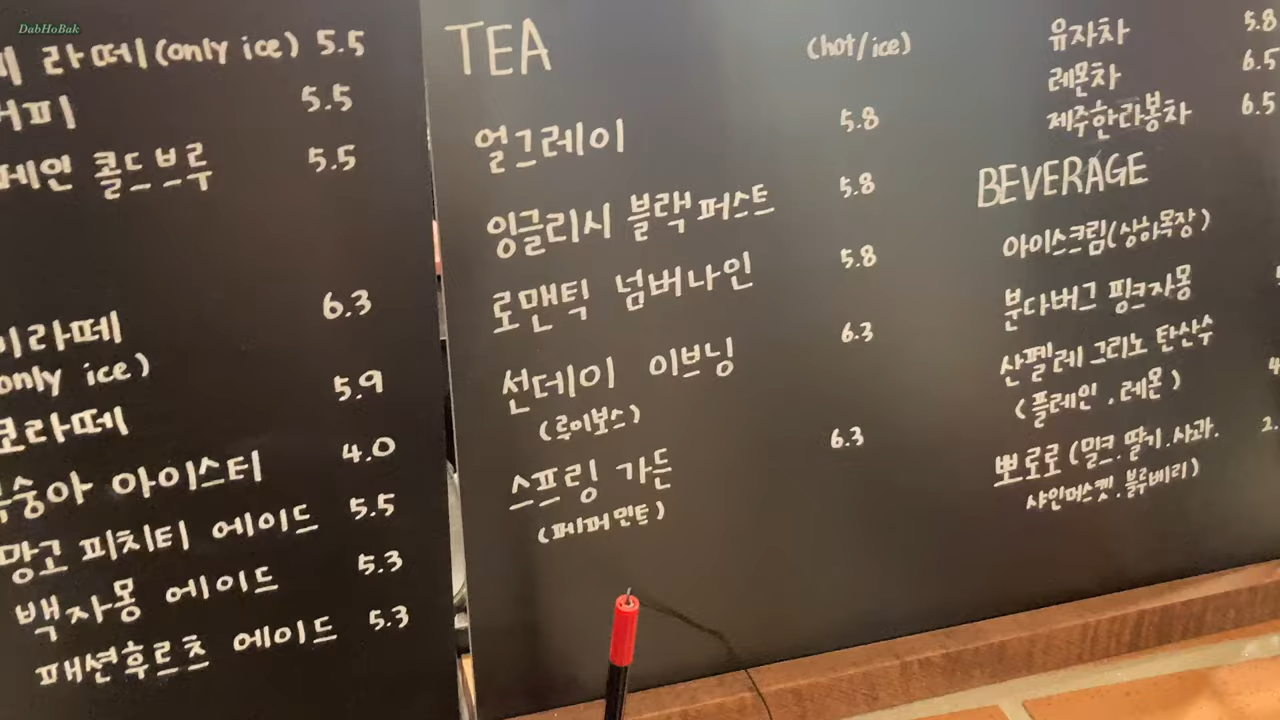 DabHoBak
라떼(only ice) 5.5
커피 5.5
콜드브루 5.5
라떼 6.3
only ice)
라떼 5.9
숭아 아이스티 4.0
망고 피치티 에이드 5.5
백자몽 에이드 5.3
패션후르츠 에이드 5.3
TEA (hot/ice)
얼그레이 5.8
잉글리시 블랙퍼스트 5.8
로맨틱 넘버나인 5.8
선데이 이브닝 6.3
(루이보스)
스프링 가든 6.3
(페퍼민트)
유자차 5.8
레몬차 6.5
제주한라봉차 6.5
BEVERAGE
아이스크림(상하목장)
분다버그 핑크자몽
산펠레그리노 탄산수
(플레인, 레몬)
뽀로로(밀크.딸기.사과. 2.
샤인머스켓.블루베리)